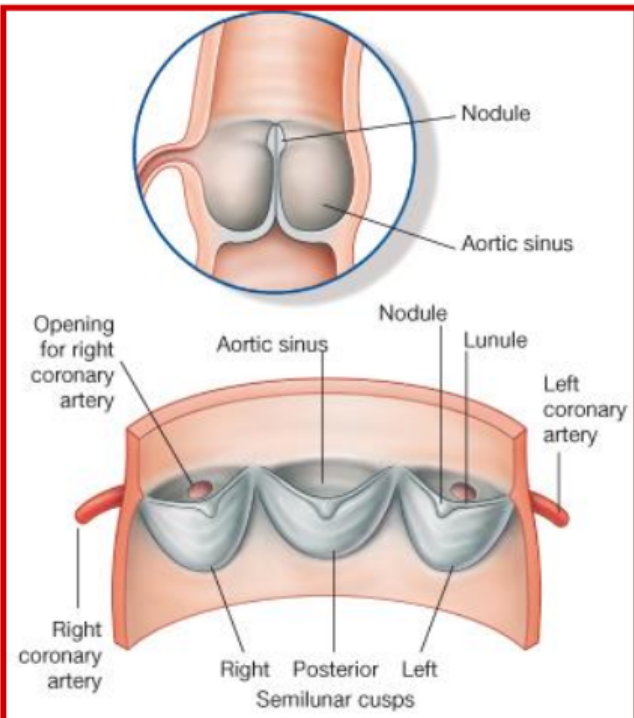 Nodule
Aortic sinus
Opening
for right
coronary
artery
Aortic sinus
Nodule
Lunule
Left
coronary
artery
Right
coronary
artery
Right Posterior Left
Semilunar cusps